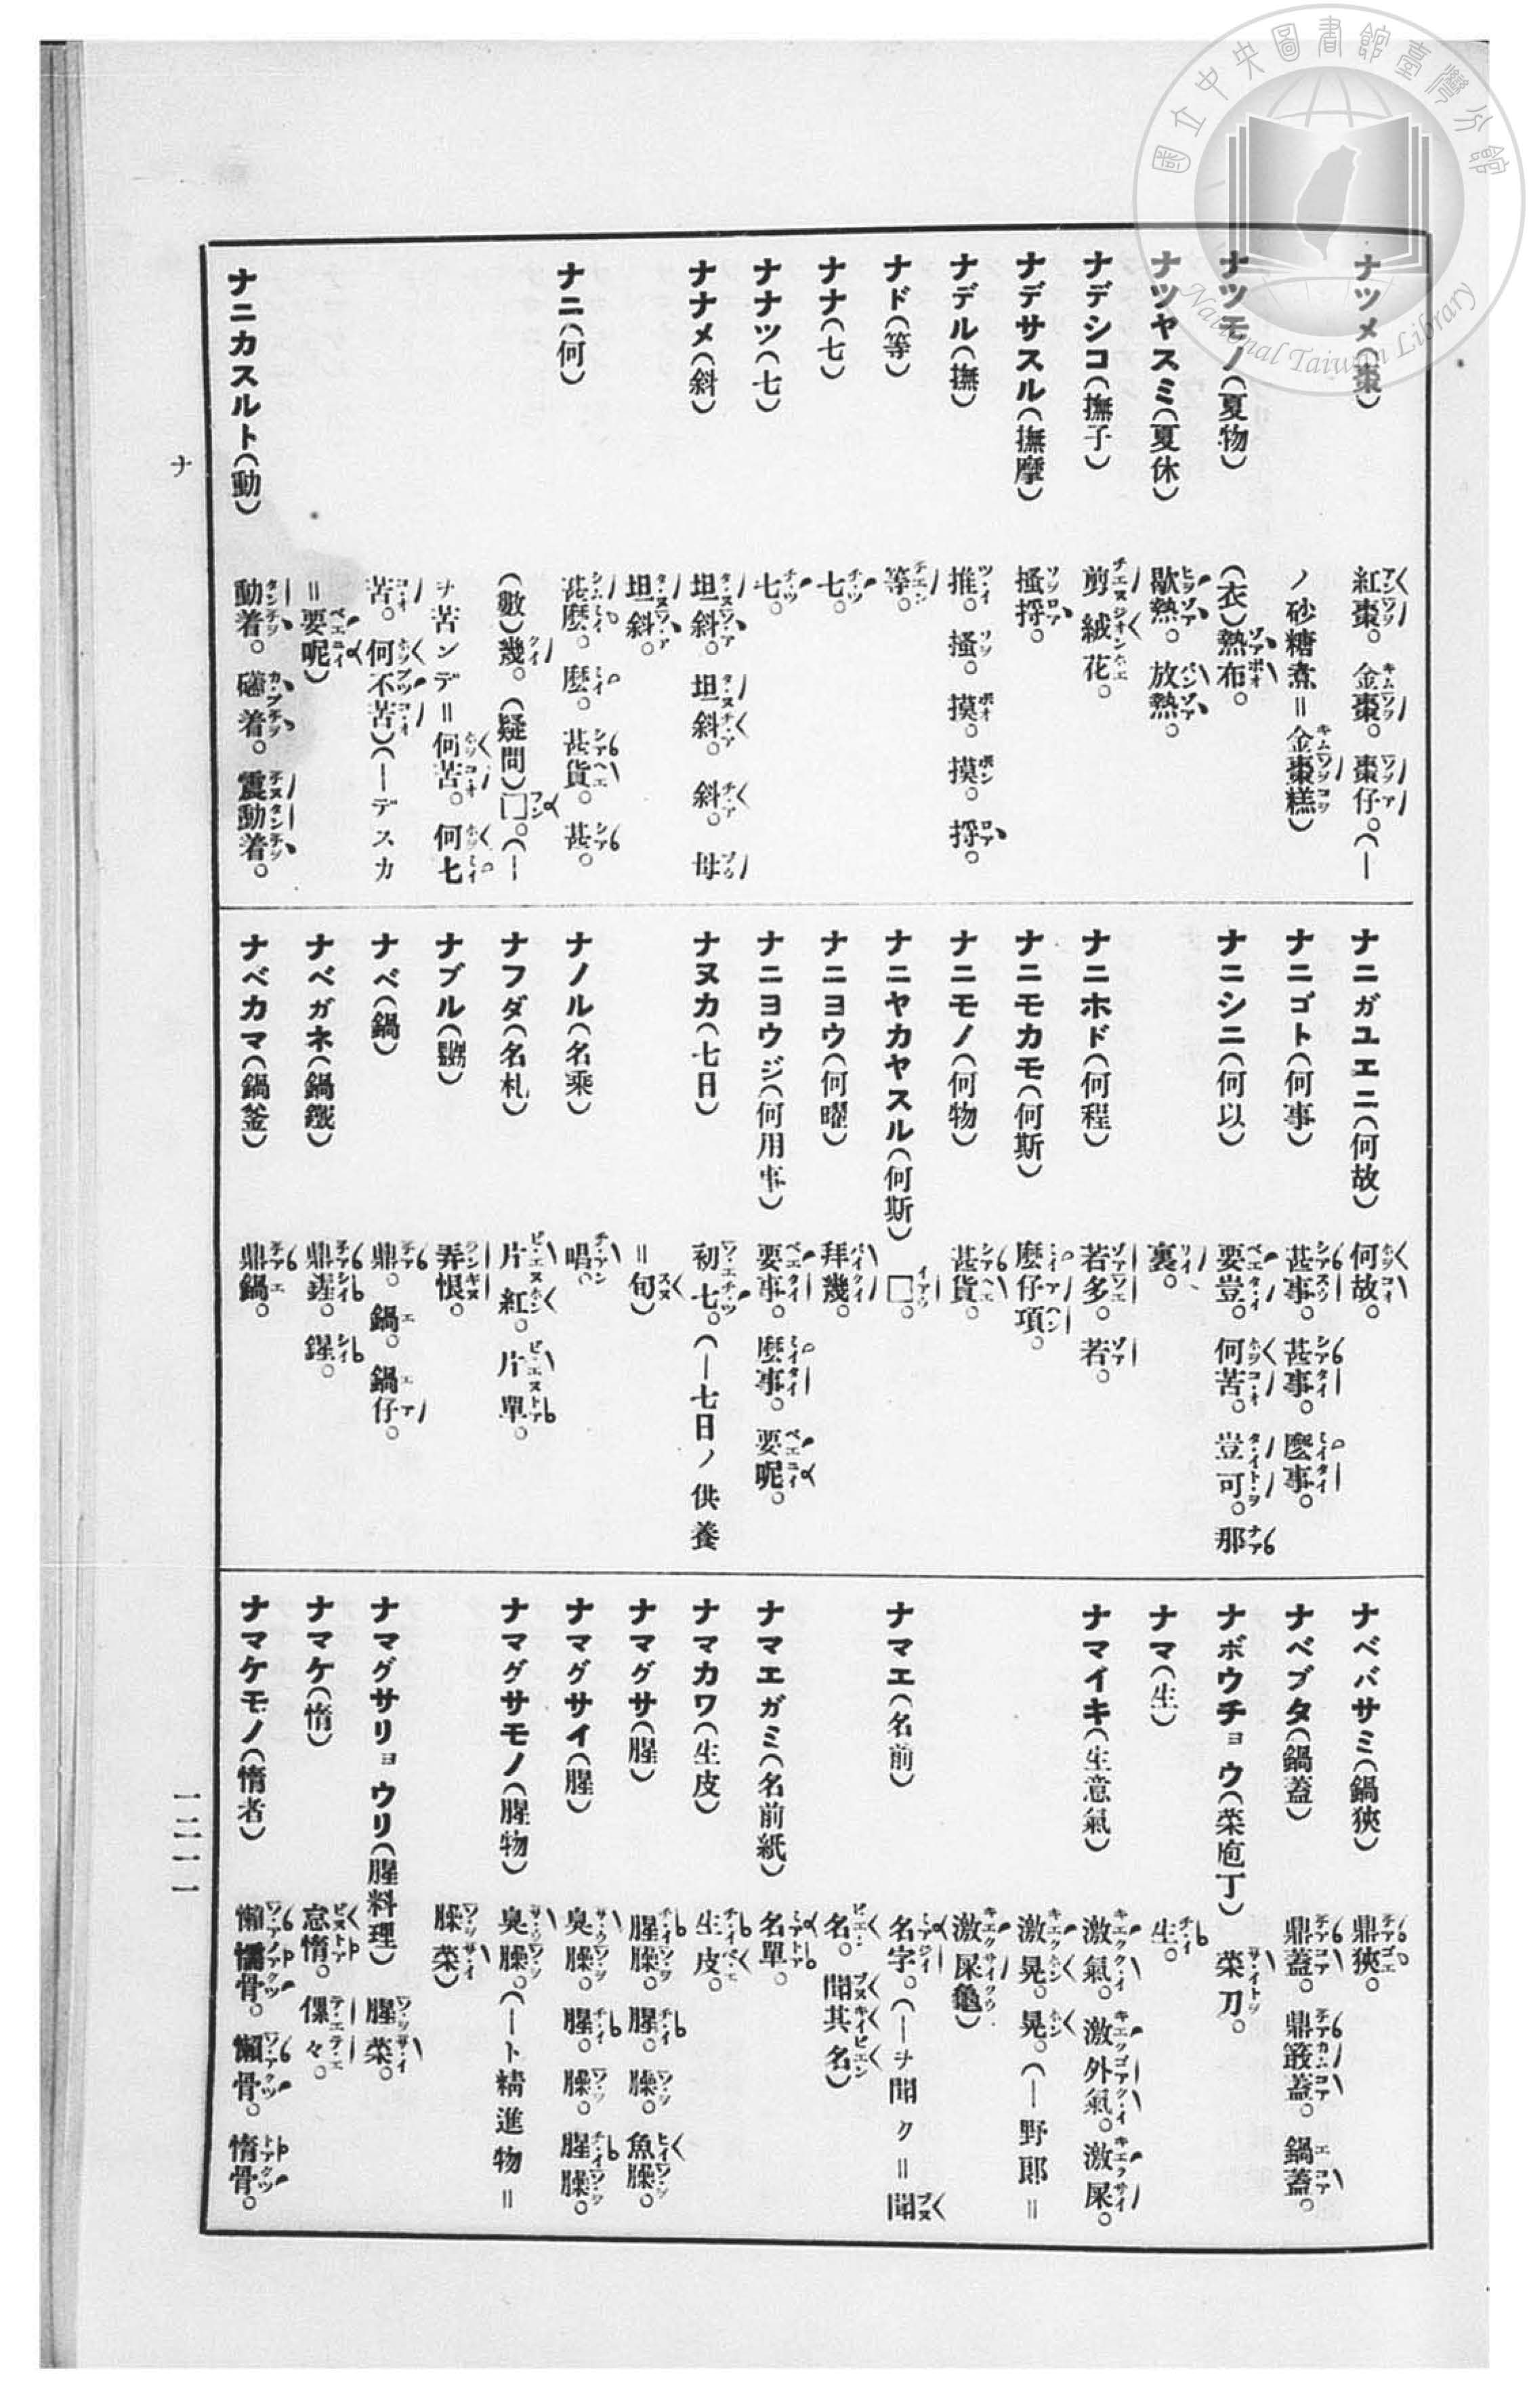 國立中央圖書館臺灣分館
National Taiwan Library
ナツメ(棗) 紅棗。金棗。棗仔。(—
ノ砂糖煮=金棗糕)
ナツモノ(夏物) (衣)熱布。
ナツヤスミ(夏休) 歇熱。放熱。
ナデシコ(撫子) 剪絨花。
ナデサスル(撫摩) 搔捋。
ナデル(撫) 推。搔。摸。摸。捋。
ナド(等) 等。
ナナ(七) 七。
ナナツ(七) 七。
ナナメ(斜) 坦斜。坦斜。斜。母
坦斜。
ナニ(何) 甚麼。麼。甚貨。甚。
(數)幾。(疑問)□。(—
ヲ苦ンデ=何苦。何七
苦。何不苦)(—デスカ
=要呢)
ナニカスルト(動) 動着。磕着。震動着。
ナニガユエニ(何故) 何故。
ナニゴト(何事) 甚事。甚事。麼事。
ナニシニ(何以) 要豈。何苦。豈可。那
裏。
ナニホド(何程) 若多。若。
ナニモカモ(何斯) 麼仔項。
ナニモノ(何物) 甚貨。
ナニヤカヤスル(何斯) □。
ナニヨウ(何曜) 拜幾。
ナニヨウジ(何用事) 要事。麼事。要呢。
ナヌカ(七日) 初七。(—七日ノ供養
=旬)
ナノル(名乘) 唱。
ナフダ(名札) 片紅。片單。
ナブル(嬲) 弄恨。
ナベ(鍋) 鼎。鍋。鍋仔。
ナベガネ(鍋鐵) 鼎鉎。鉎。
ナベカマ(鍋釜) 鼎鍋。
ナベバサミ(鍋狹) 鼎狹。
ナベブタ(鍋蓋) 鼎蓋。鼎蓋。鍋蓋。
ナボウチョウ(菜庖丁) 菜刀。
ナマ(生) 生。
ナマイキ(生意氣) 激氣。激外氣。激屎。
激晃。晃。(—野郎=
激屎龜)
ナマエ(名前) 名字。(—ヲ聞ク=聞
名。聞其名)
ナマエガミ(名前紙) 名單。
ナマカワ(生皮) 生皮。
ナマグサ(腥) 腥臊。腥。臊。魚臊。
ナマグサイ(腥) 臭臊。腥。臊。腥臊。
ナマグサモノ(腥物) 臭臊。(—ト精進物=
臊菜)
ナマグサリョウリ(腥料理) 腥菜。
ナマケ(惰) 怠惰。々。
ナマケモノ(惰者) 懶懦骨。懶骨。惰骨。
ナ
一二一一